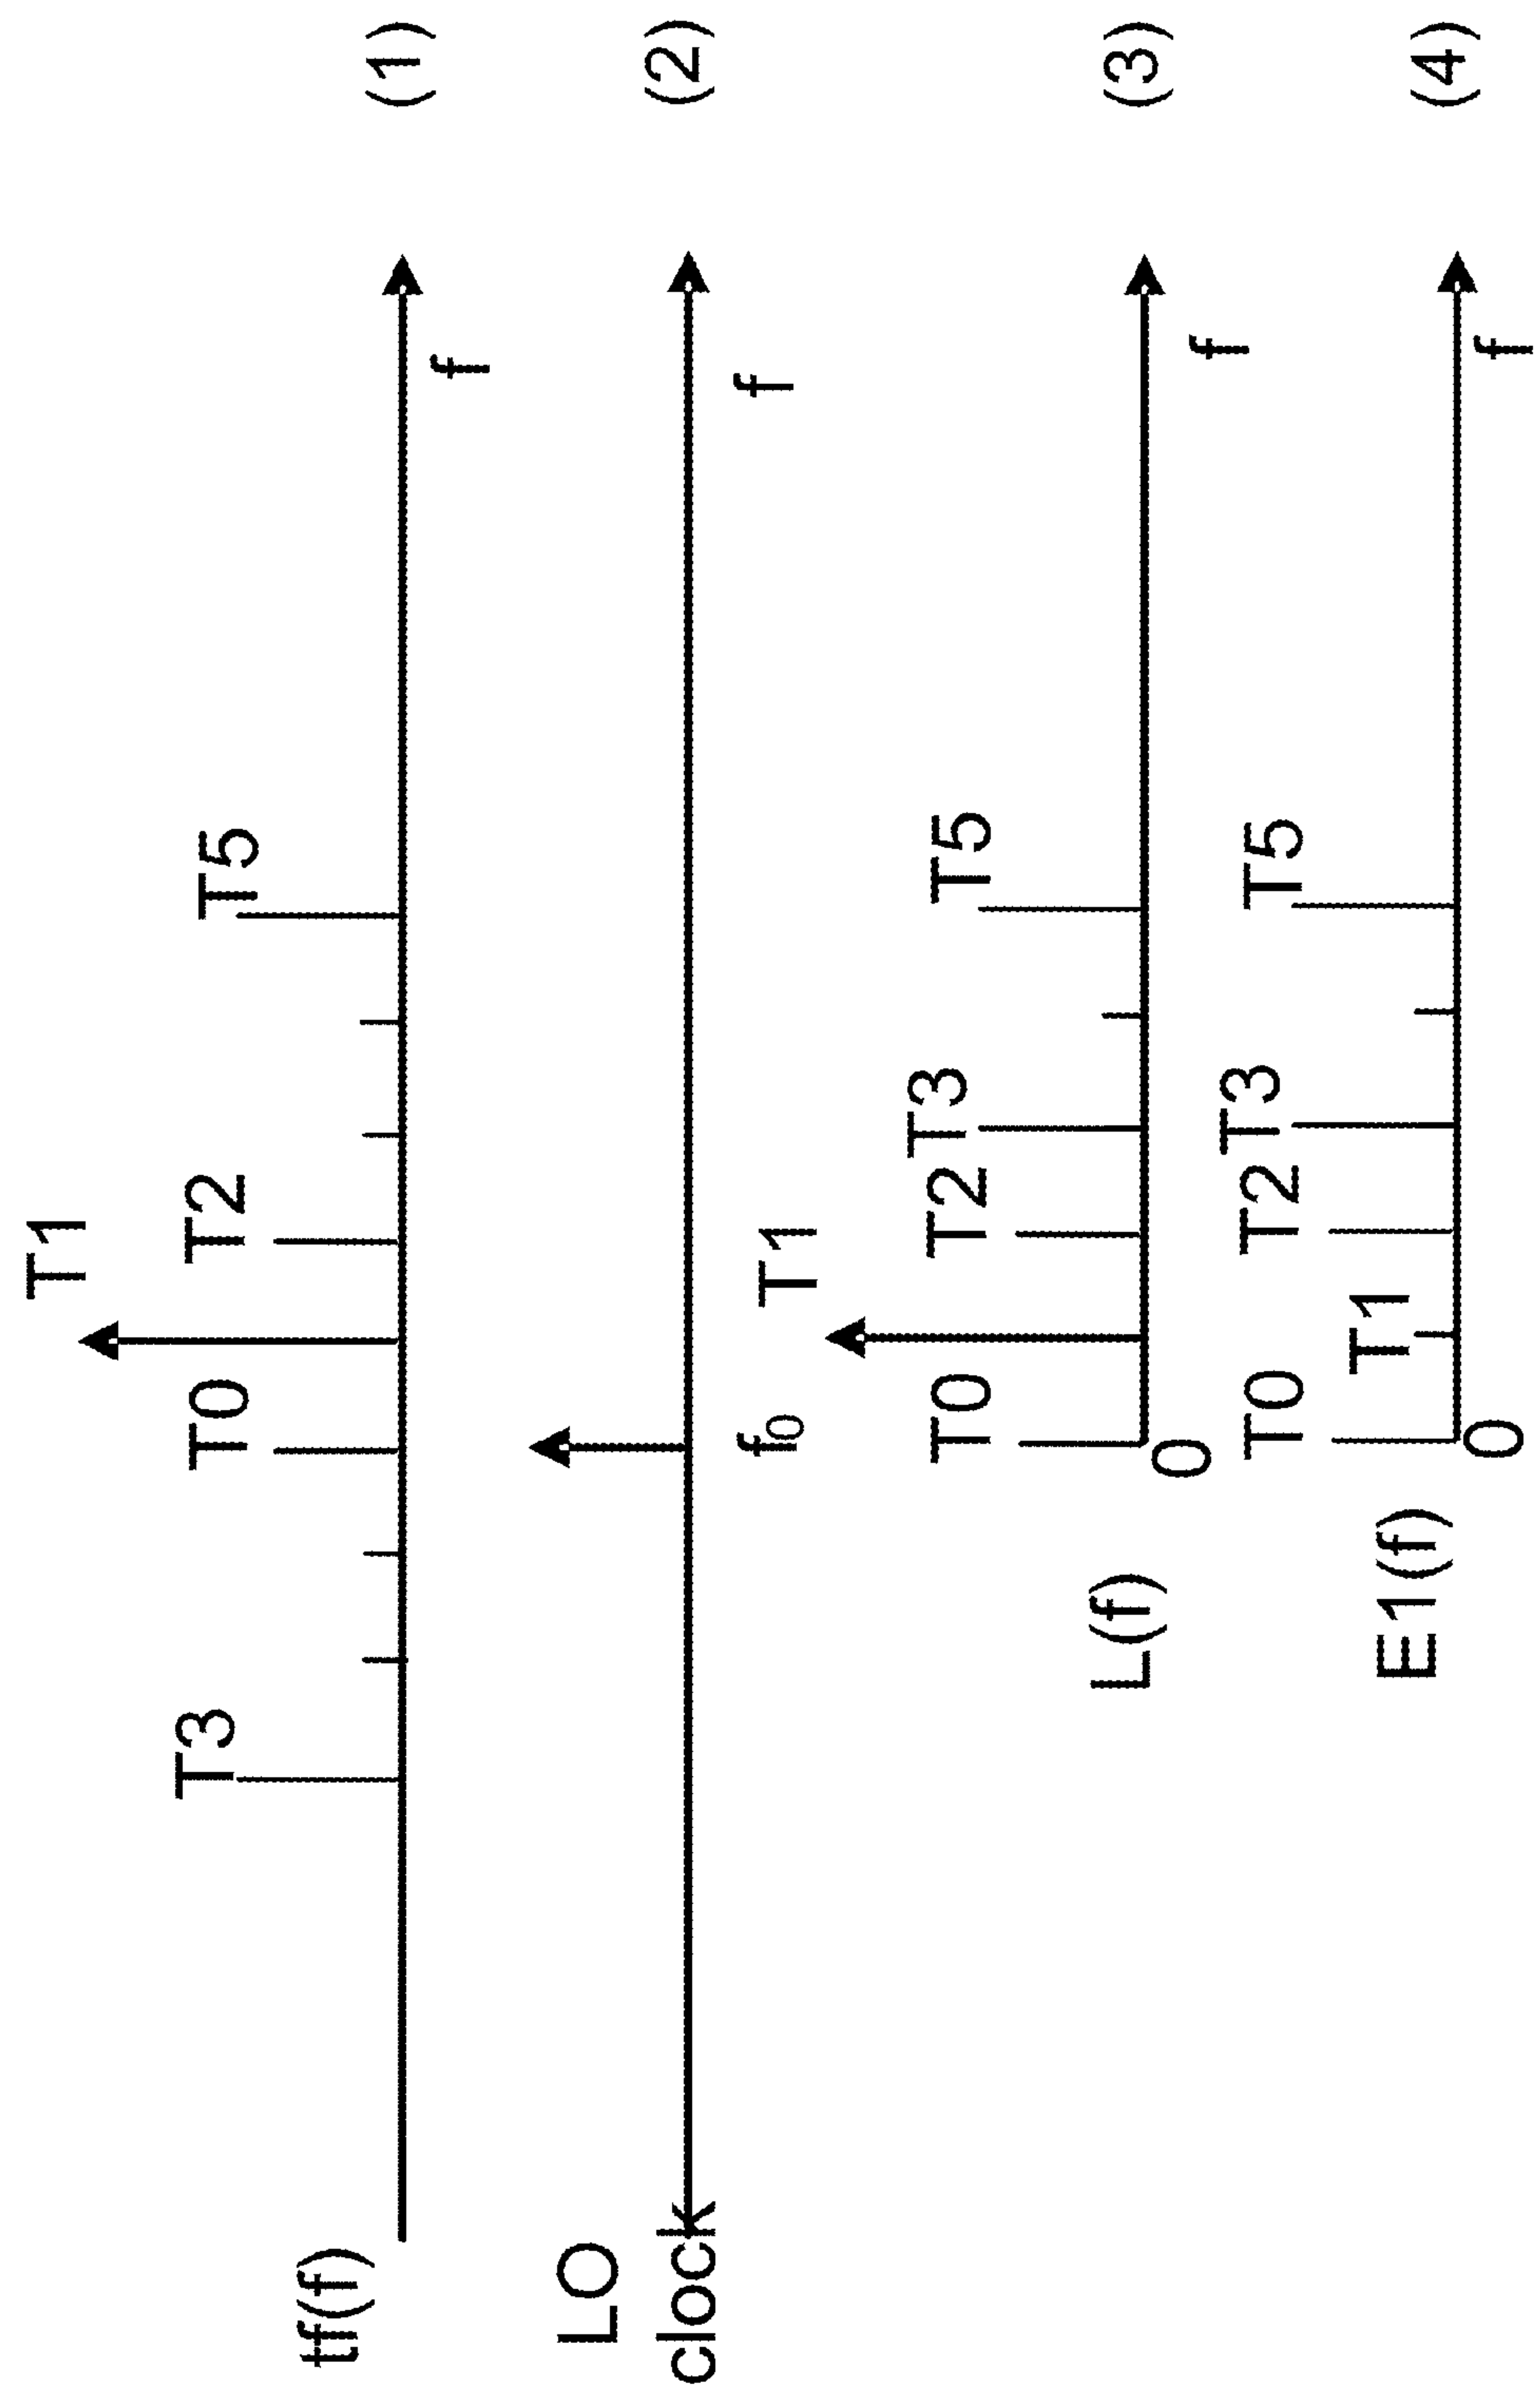 T1
T3 T0 T2 T5
tf(f) f (1)
LO
clock f₀ f (2)
T1
T0 T2 T3 T5
L(f) 0 f (3)
T0 T1 T2 T3 T5
E1(f) 0 f (4)